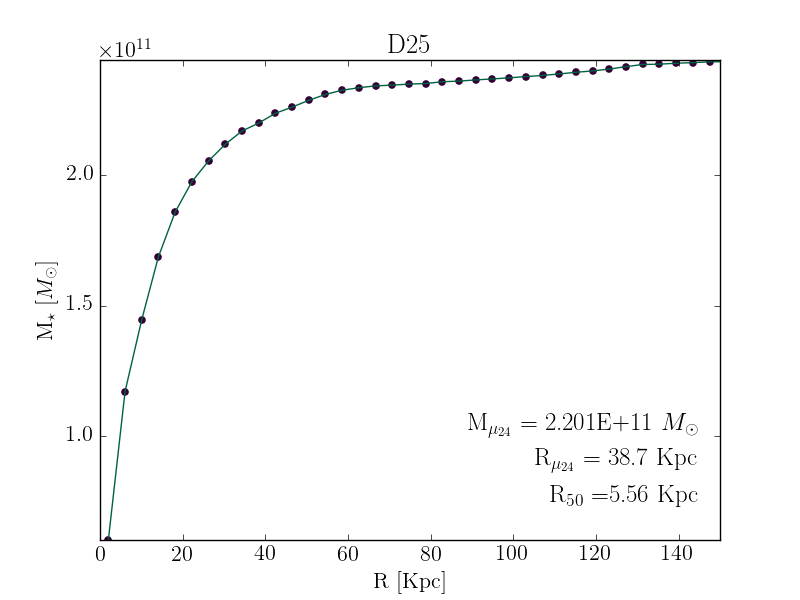 ×10¹¹
D25
2.0
1.5
1.0
M⋆ [M⊙]
M_μ24 = 2.201E+11 M⊙
R_μ24 = 38.7 Kpc
R₅₀ =5.56 Kpc
0 20 40 60 80 100 120 140
R [Kpc]